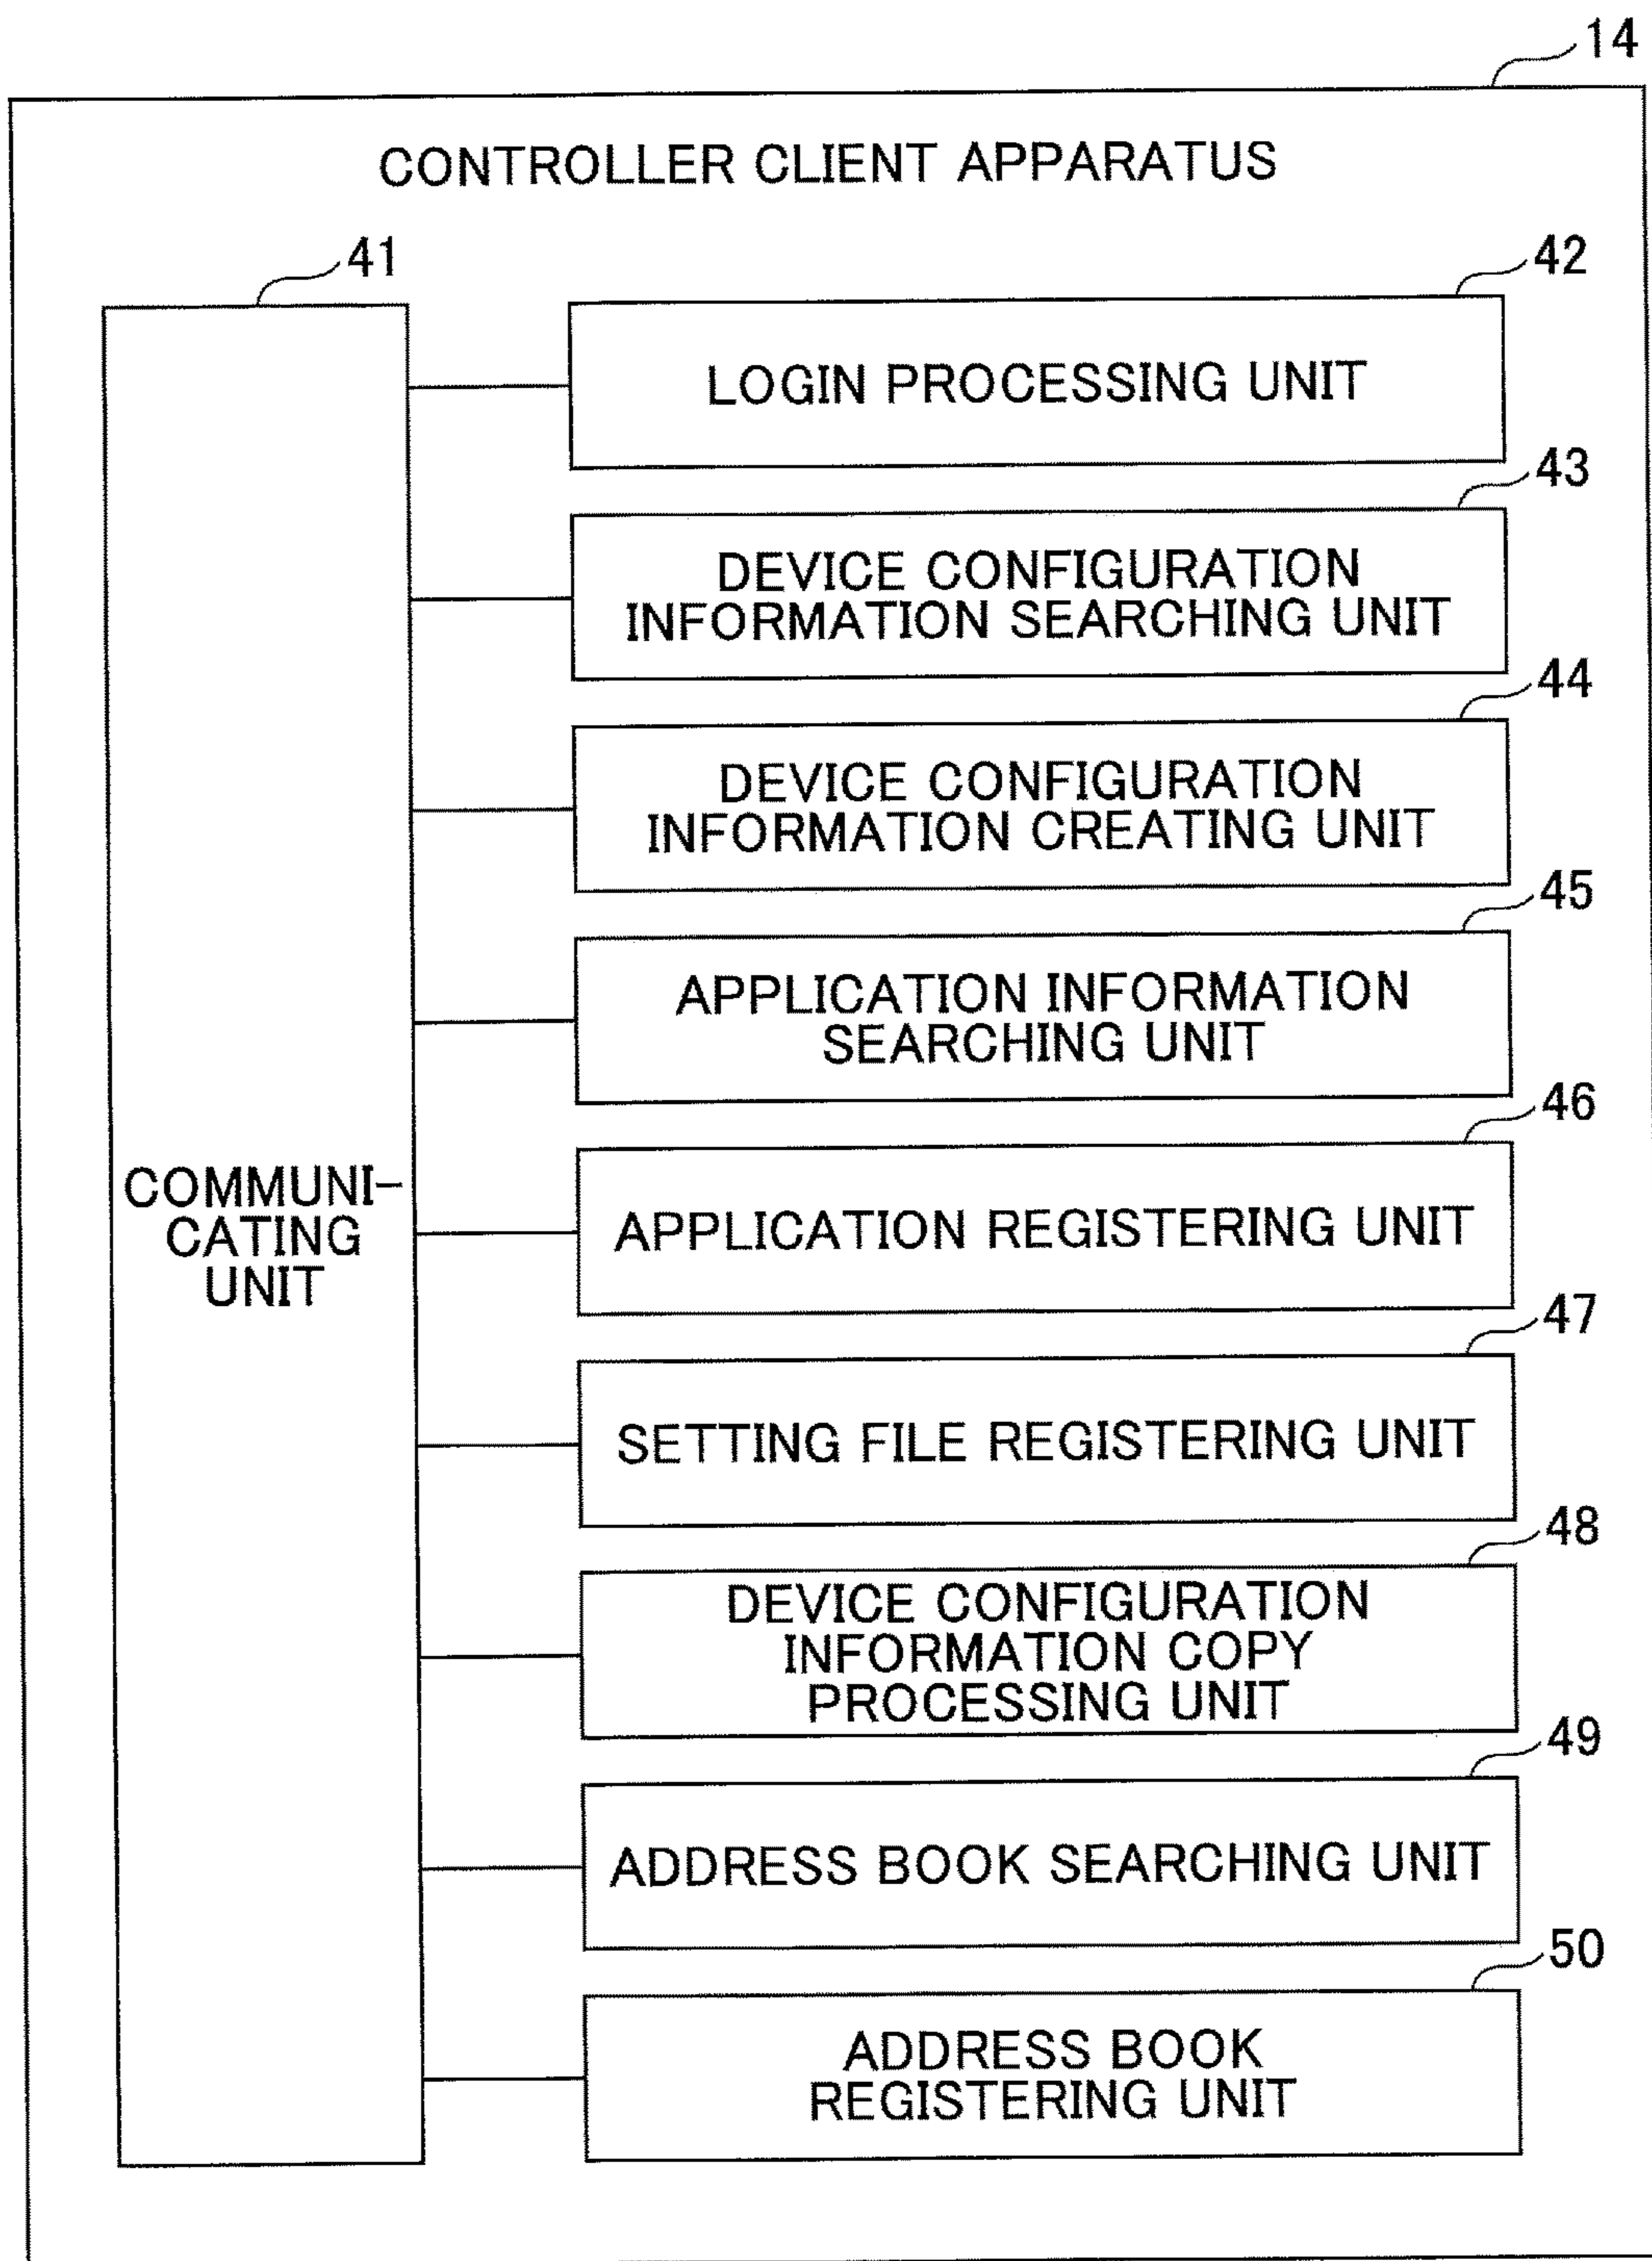 14
CONTROLLER CLIENT APPARATUS
41
COMMUNI-
CATING
UNIT
42
LOGIN PROCESSING UNIT
43
DEVICE CONFIGURATION
INFORMATION SEARCHING UNIT
44
DEVICE CONFIGURATION
INFORMATION CREATING UNIT
45
APPLICATION INFORMATION
SEARCHING UNIT
46
APPLICATION REGISTERING UNIT
47
SETTING FILE REGISTERING UNIT
48
DEVICE CONFIGURATION
INFORMATION COPY
PROCESSING UNIT
49
ADDRESS BOOK SEARCHING UNIT
50
ADDRESS BOOK
REGISTERING UNIT